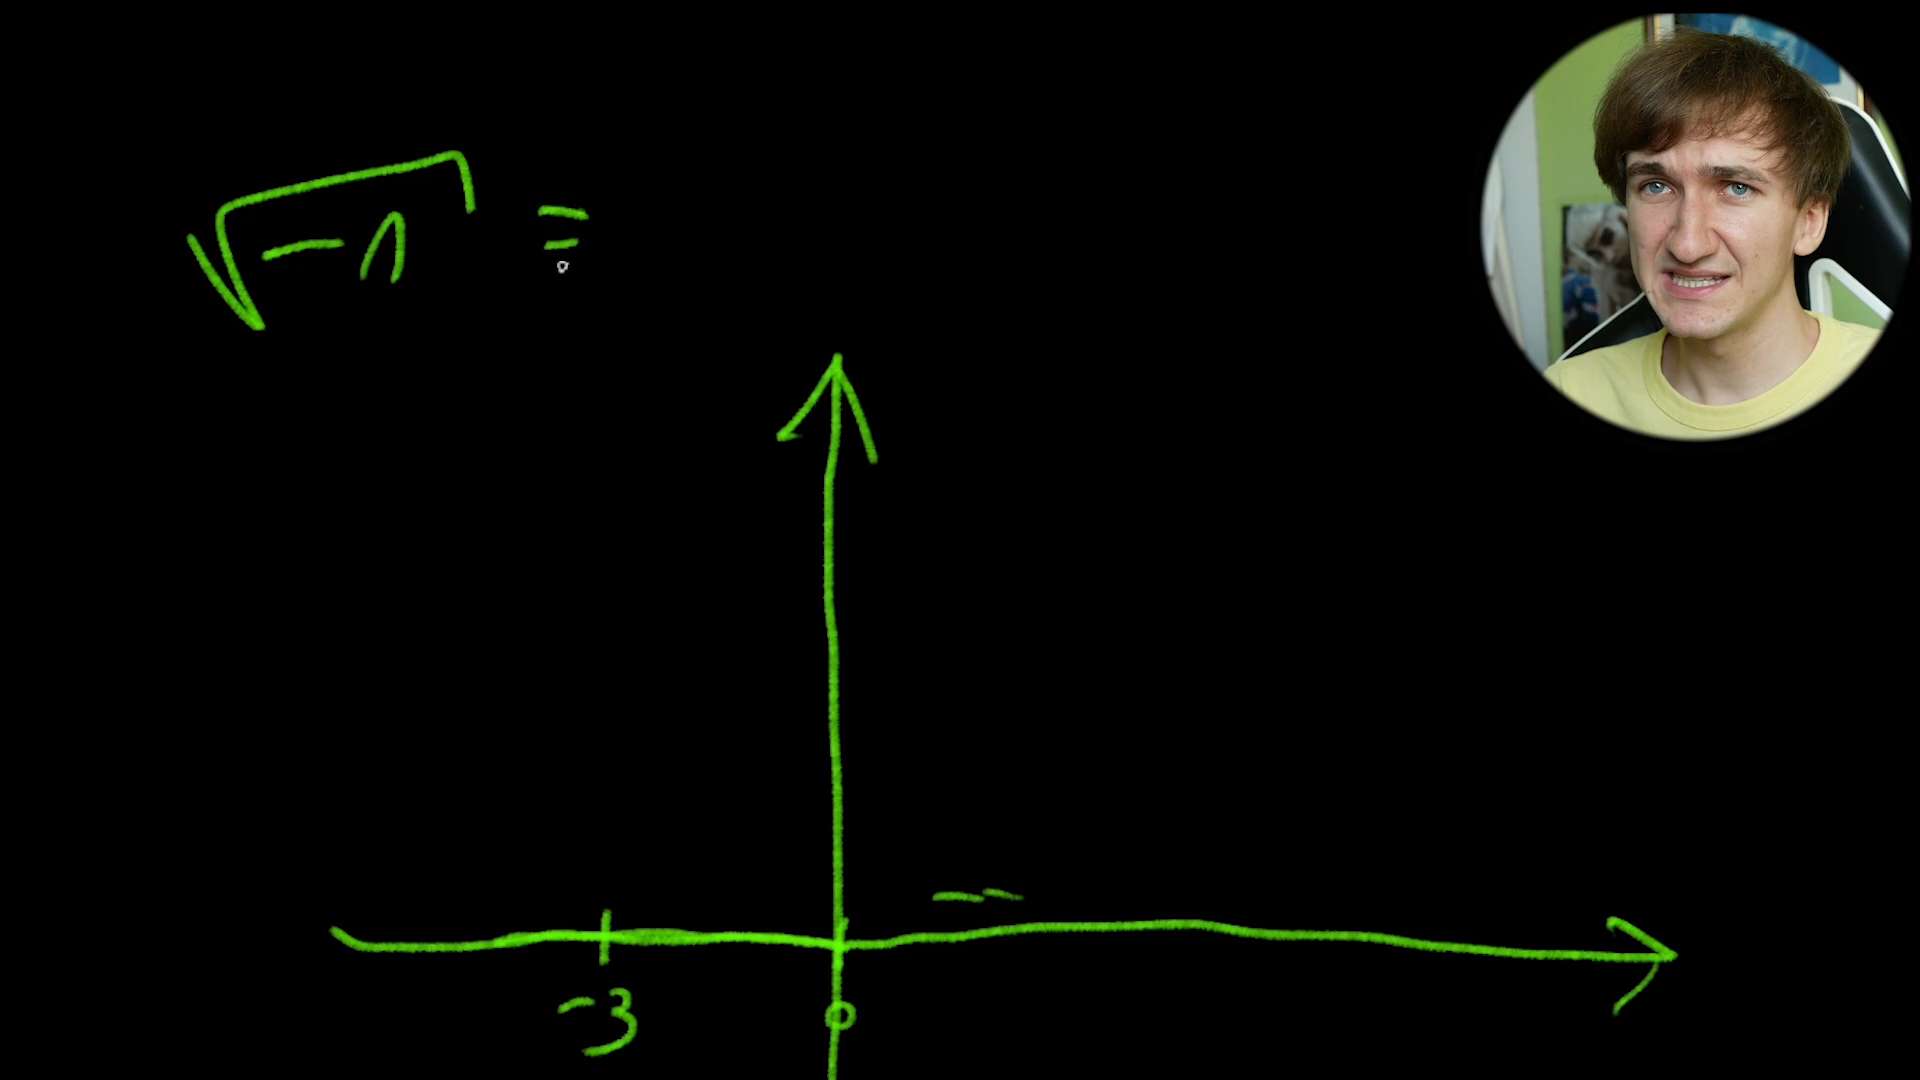 √-1 =
-3 0